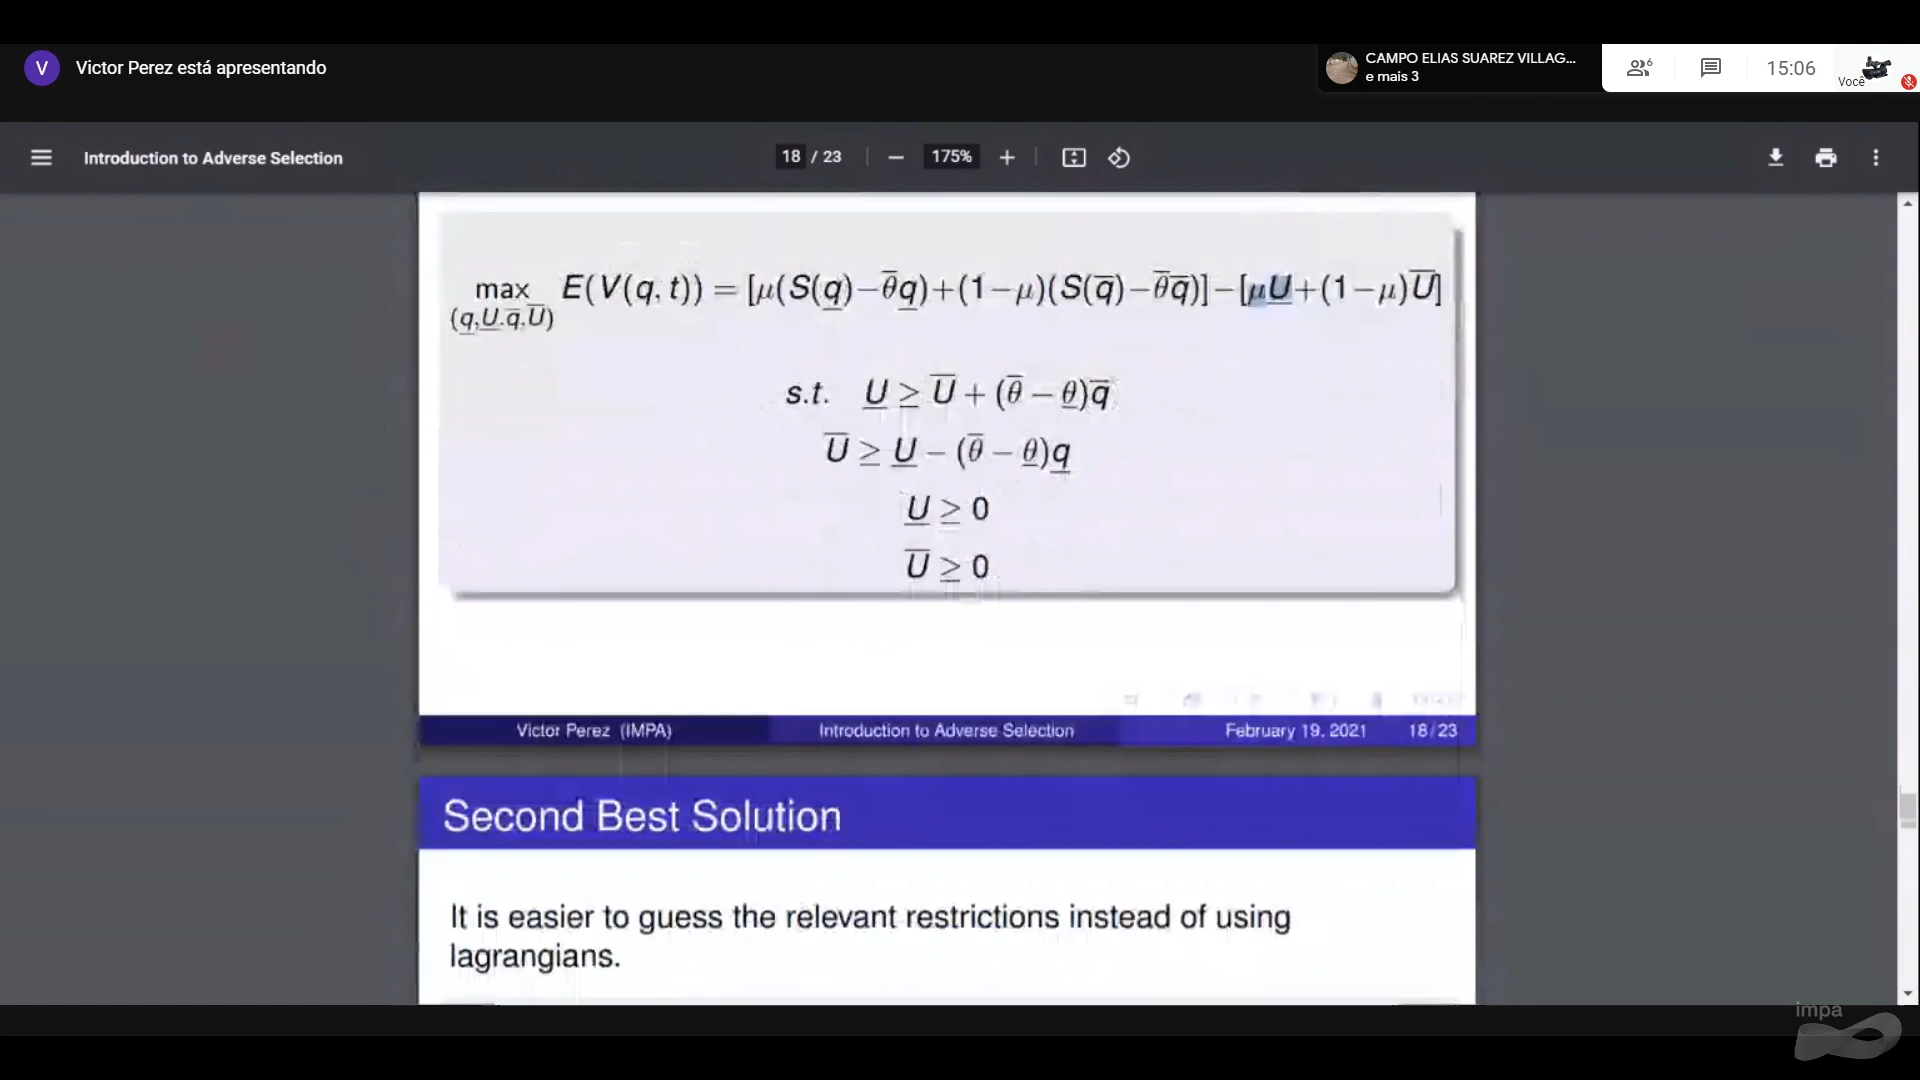 V Victor Perez está apresentando
CAMPO ELIAS SUAREZ VILLAG...
e mais 3
6
15:06
Você
Introduction to Adverse Selection
18 / 23
175%
max E(V(q, t)) = [μ(S(q̲)−θ̅q̲)+(1−μ)(S(q̅)−θ̅q̅)]−[μU̲+(1−μ)U̅]
(q̲,U̲.q̅,U̅)
s.t. U̲ ≥ U̅ + (θ̅ − θ̲)q̅
U̅ ≥ U̲ − (θ̅ − θ̲)q̲
U̲ ≥ 0
U̅ ≥ 0
Victor Perez (IMPA) Introduction to Adverse Selection February 19, 2021 18/23
Second Best Solution
It is easier to guess the relevant restrictions instead of using
lagrangians.
impa